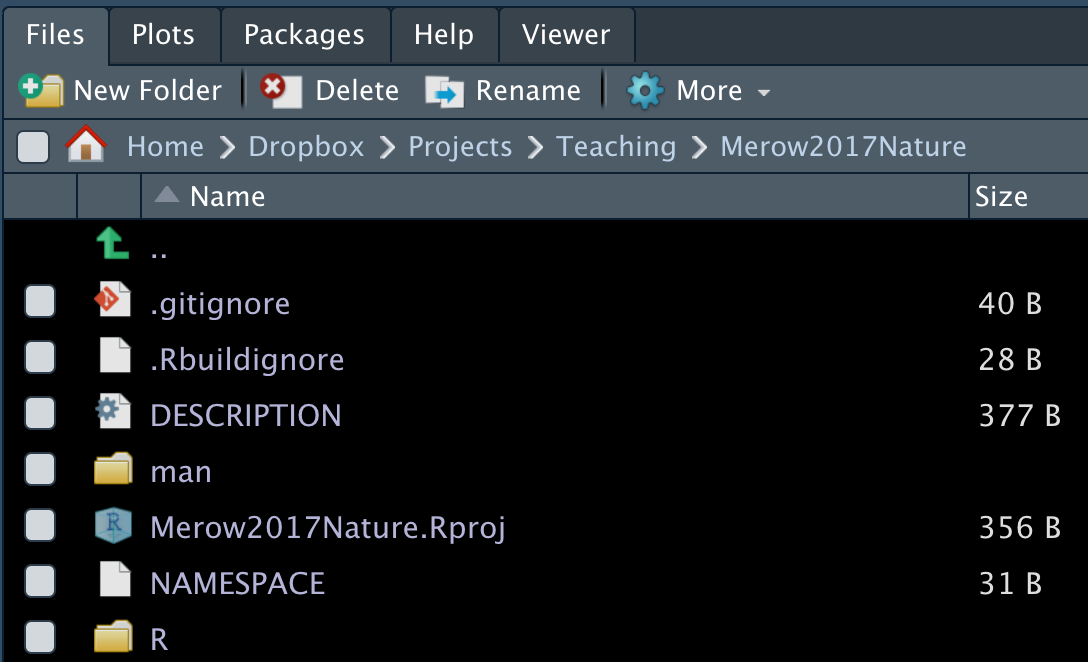 Files Plots Packages Help Viewer
New Folder Delete Rename More
Home Dropbox Projects Teaching Merow2017Nature
Name Size
..
.gitignore 40 B
.Rbuildignore 28 B
DESCRIPTION 377 B
man
Merow2017Nature.Rproj 356 B
NAMESPACE 31 B
R